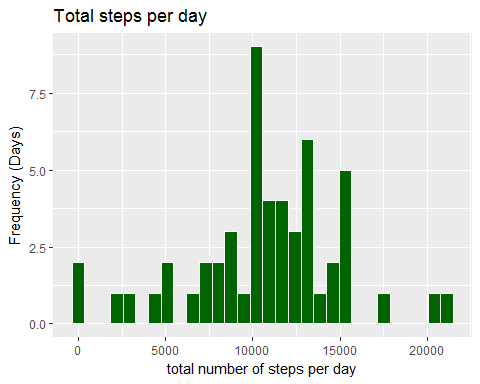 Total steps per day
Frequency (Days)
7.5
5.0
2.5
0.0
0 5000 10000 15000 20000
total number of steps per day